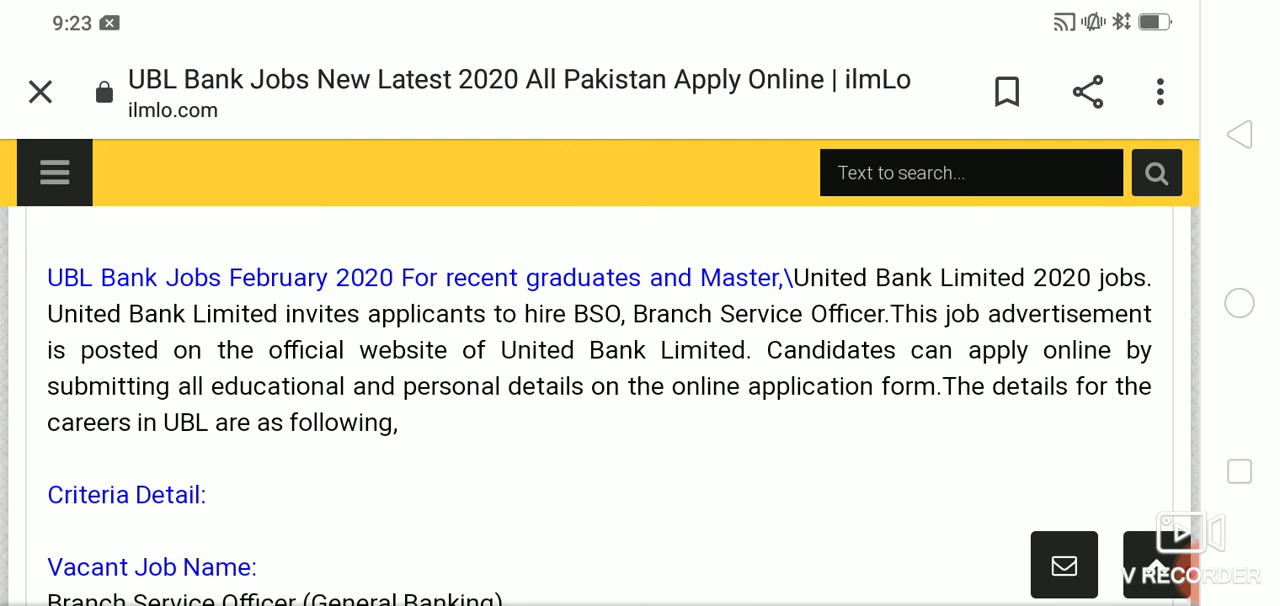 9:23
UBL Bank Jobs New Latest 2020 All Pakistan Apply Online | ilmLo
ilmlo.com
Text to search...
UBL Bank Jobs February 2020 For recent graduates and Master,\United Bank Limited 2020 jobs.
United Bank Limited invites applicants to hire BSO, Branch Service Officer.This job advertisement
is posted on the official website of United Bank Limited. Candidates can apply online by
submitting all educational and personal details on the online application form.The details for the
careers in UBL are as following,
Criteria Detail:
Vacant Job Name:
Branch Service Officer (General Banking)
V RECORDER